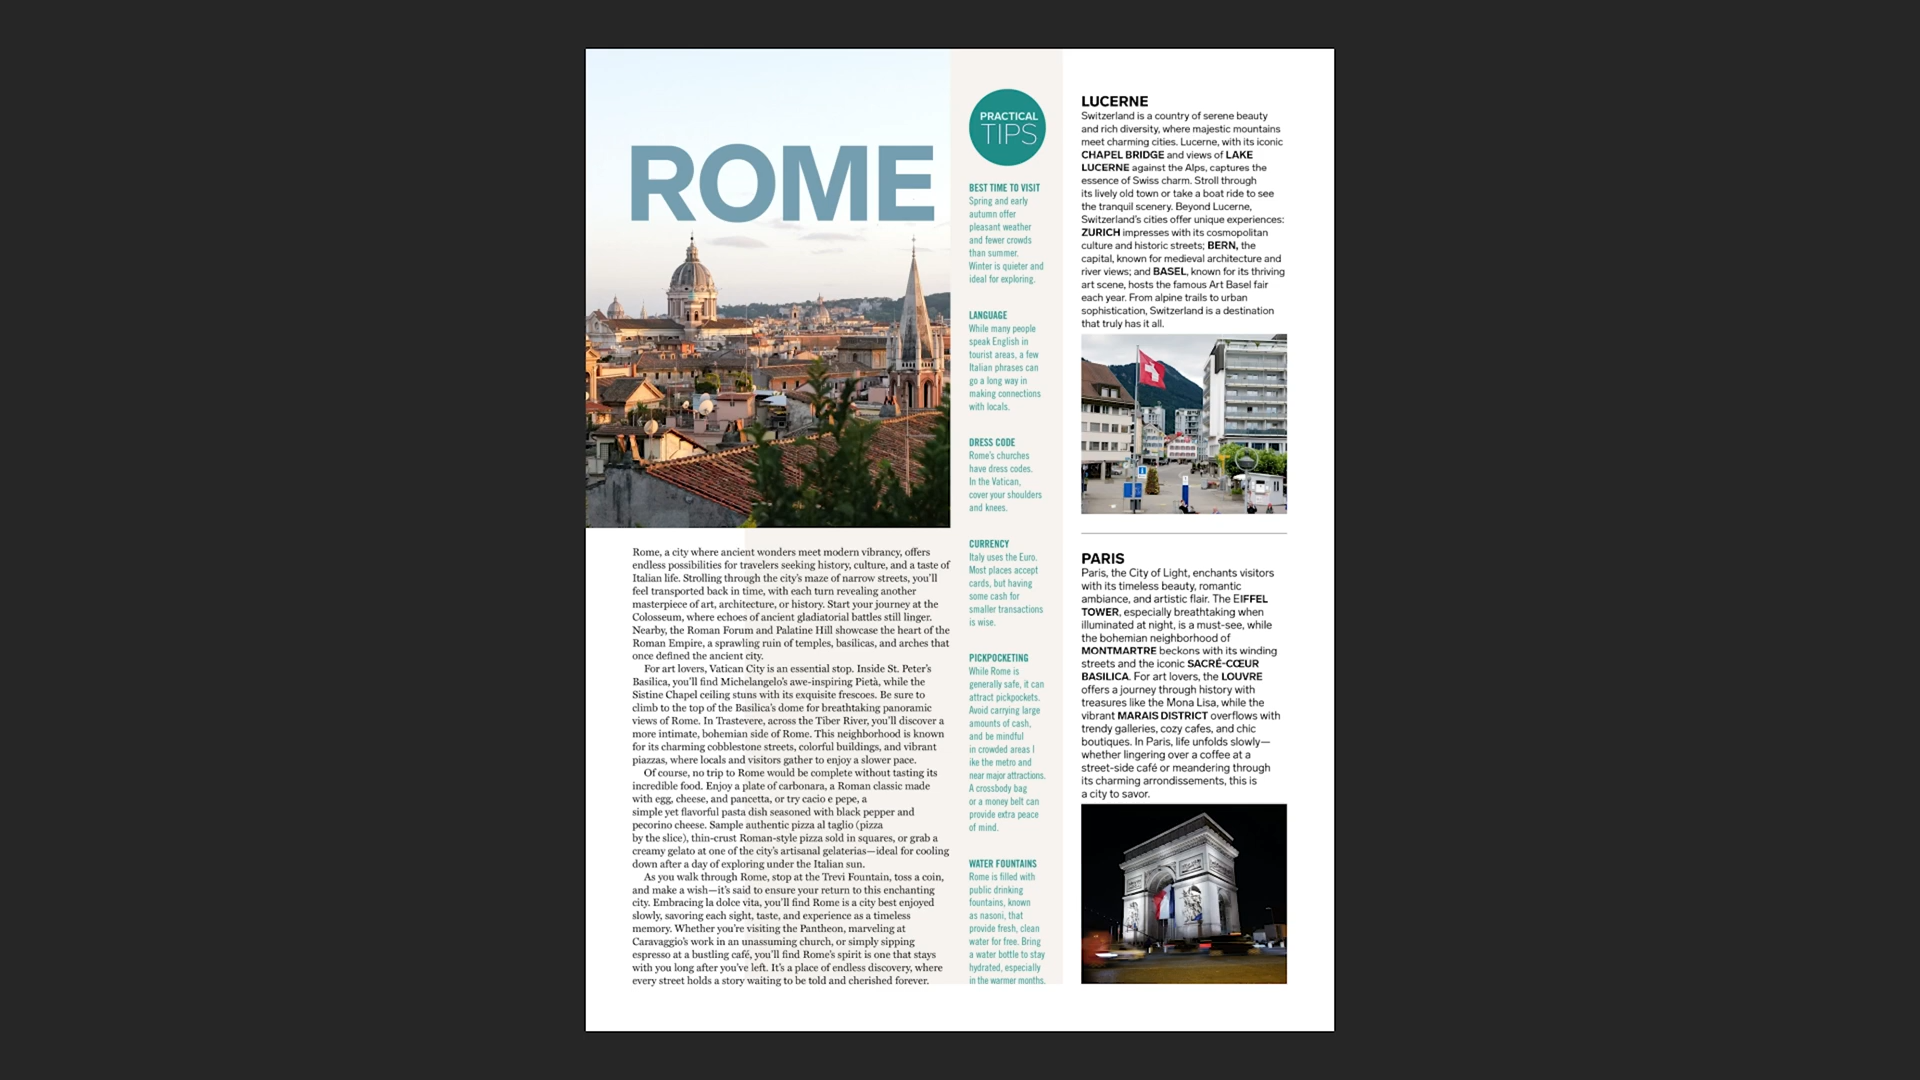 ROME
Rome, a city where ancient wonders meet modern vibrancy, offers
endless possibilities for travelers seeking history, culture, and a taste of
Italian life. Strolling through the city's maze of narrow streets, you'll
feel transported back in time, with each turn revealing another
masterpiece of art, architecture, or history. Start your journey at the
Colosseum, where echoes of ancient gladiatorial battles still linger.
Nearby, the Roman Forum and Palatine Hill showcase the heart of the
Roman Empire, a sprawling ruin of temples, basilicas, and arches that
once defined the ancient city.
For art lovers, Vatican City is an essential stop. Inside St. Peter's
Basilica, you'll find Michelangelo's awe-inspiring Pietà, while the
Sistine Chapel ceiling stuns with its exquisite frescoes. Be sure to
climb to the top of the Basilica's dome for breathtaking panoramic
views of Rome. In Trastevere, across the Tiber River, you'll discover a
more intimate, bohemian side of Rome. This neighborhood is known
for its charming cobblestone streets, colorful buildings, and vibrant
piazzas, where locals and visitors gather to enjoy a slower pace.
Of course, no trip to Rome would be complete without tasting its
incredible food. Enjoy a plate of carbonara, a Roman classic made
with egg, cheese, and pancetta, or try cacio e pepe, a
simple yet flavorful pasta dish seasoned with black pepper and
pecorino cheese. Sample authentic pizza al taglio (pizza
by the slice), thin-crust Roman-style pizza sold in squares, or grab a
creamy gelato at one of the city's artisanal gelaterias—ideal for cooling
down after a day of exploring under the Italian sun.
As you walk through Rome, stop at the Trevi Fountain, toss a coin,
and make a wish—it's said to ensure your return to this enchanting
city. Embracing la dolce vita, you'll find Rome is a city best enjoyed
slowly, savoring each sight, taste, and experience as a timeless
memory. Whether you're visiting the Pantheon, marveling at
Caravaggio's work in an unassuming church, or simply sipping
espresso at a bustling café, you'll find Rome's spirit is one that stays
with you long after you've left. It's a place of endless discovery, where
every street holds a story waiting to be told and cherished forever.
PRACTICAL
TIPS
BEST TIME TO VISIT
Spring and early
autumn offer
pleasant weather
and fewer crowds
than summer.
Winter is quieter and
ideal for exploring.
LANGUAGE
While many people
speak English in
tourist areas, a few
Italian phrases can
go a long way in
making connections
with locals.
DRESS CODE
Rome's churches
have dress codes.
In the Vatican,
cover your shoulders
and knees.
CURRENCY
Italy uses the Euro.
Most places accept
cards, but having
some cash for
smaller transactions
is wise.
PICKPOCKETING
While Rome is
generally safe, it can
attract pickpockets.
Avoid carrying large
amounts of cash,
and be mindful
in crowded areas l
ike the metro and
near major attractions.
A crossbody bag
or a money belt can
provide extra peace
of mind.
WATER FOUNTAINS
Rome is filled with
public drinking
fountains, known
as nasoni, that
provide fresh, clean
water for free. Bring
a water bottle to stay
hydrated, especially
in the warmer months.
LUCERNE
Switzerland is a country of serene beauty
and rich diversity, where majestic mountains
meet charming cities. Lucerne, with its iconic
CHAPEL BRIDGE and views of LAKE
LUCERNE against the Alps, captures the
essence of Swiss charm. Stroll through
its lively old town or take a boat ride to see
the tranquil scenery. Beyond Lucerne,
Switzerland's cities offer unique experiences:
ZURICH impresses with its cosmopolitan
culture and historic streets; BERN, the
capital, known for medieval architecture and
river views; and BASEL, known for its thriving
art scene, hosts the famous Art Basel fair
each year. From alpine trails to urban
sophistication, Switzerland is a destination
that truly has it all.
PARIS
Paris, the City of Light, enchants visitors
with its timeless beauty, romantic
ambiance, and artistic flair. The EIFFEL
TOWER, especially breathtaking when
illuminated at night, is a must-see, while
the bohemian neighborhood of
MONTMARTRE beckons with its winding
streets and the iconic SACRÉ-CŒUR
BASILICA. For art lovers, the LOUVRE
offers a journey through history with
treasures like the Mona Lisa, while the
vibrant MARAIS DISTRICT overflows with
trendy galleries, cozy cafes, and chic
boutiques. In Paris, life unfolds slowly—
whether lingering over a coffee at a
street-side café or meandering through
its charming arrondissements, this is
a city to savor.